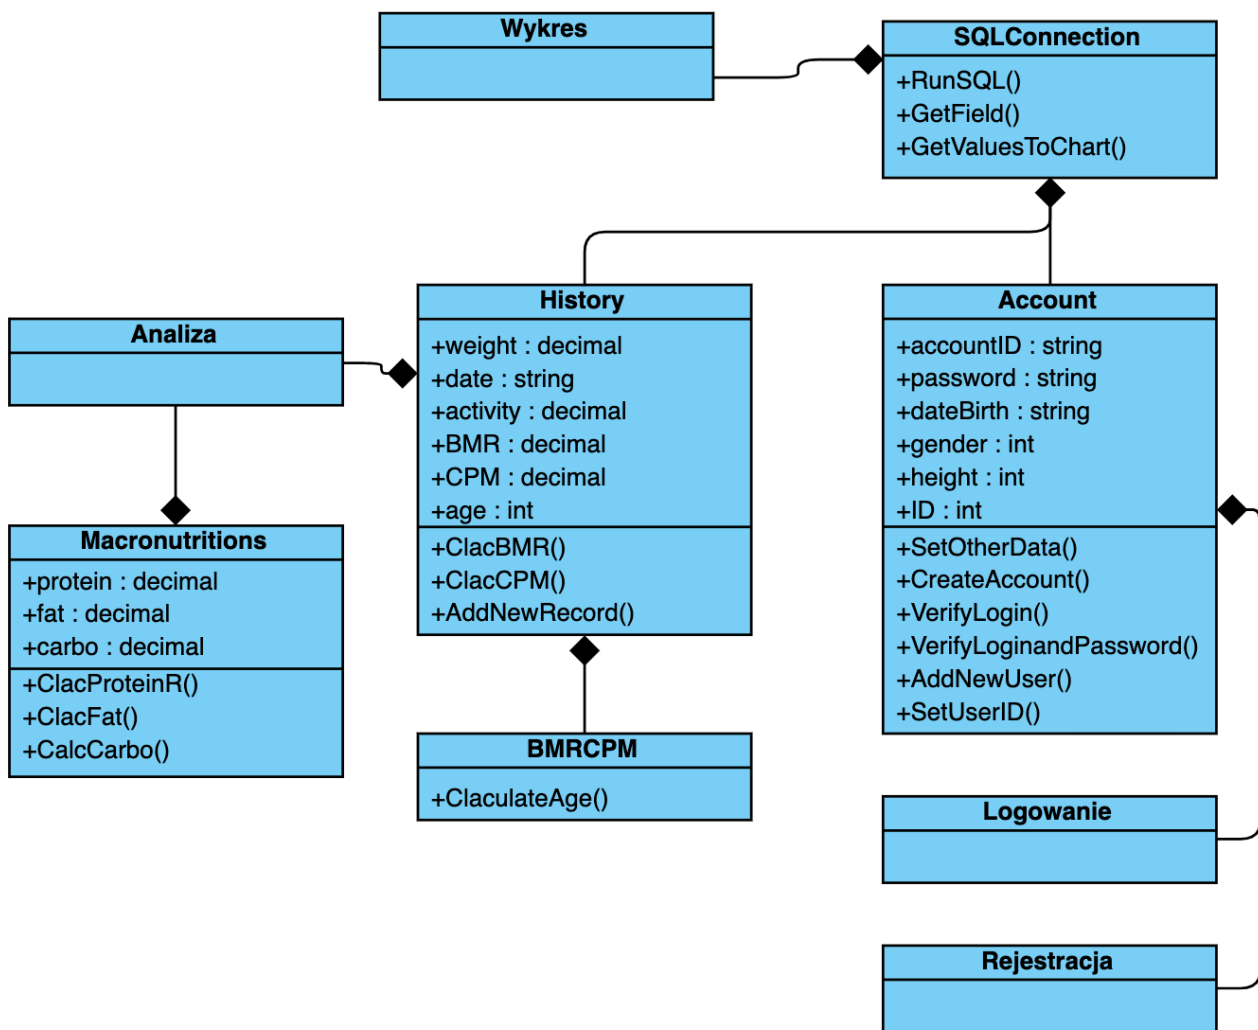 Wykres
SQLConnection
+RunSQL()
+GetField()
+GetValuesToChart()
History
+weight : decimal
+date : string
+activity : decimal
+BMR : decimal
+CPM : decimal
+age : int
+ClacBMR()
+ClacCPM()
+AddNewRecord()
Account
+accountID : string
+password : string
+dateBirth : string
+gender : int
+height : int
+ID : int
+SetOtherData()
+CreateAccount()
+VerifyLogin()
+VerifyLoginandPassword()
+AddNewUser()
+SetUserID()
Analiza
Macronutritions
+protein : decimal
+fat : decimal
+carbo : decimal
+ClacProteinR()
+ClacFat()
+CalcCarbo()
BMRCPM
+ClaculateAge()
Logowanie
Rejestracja